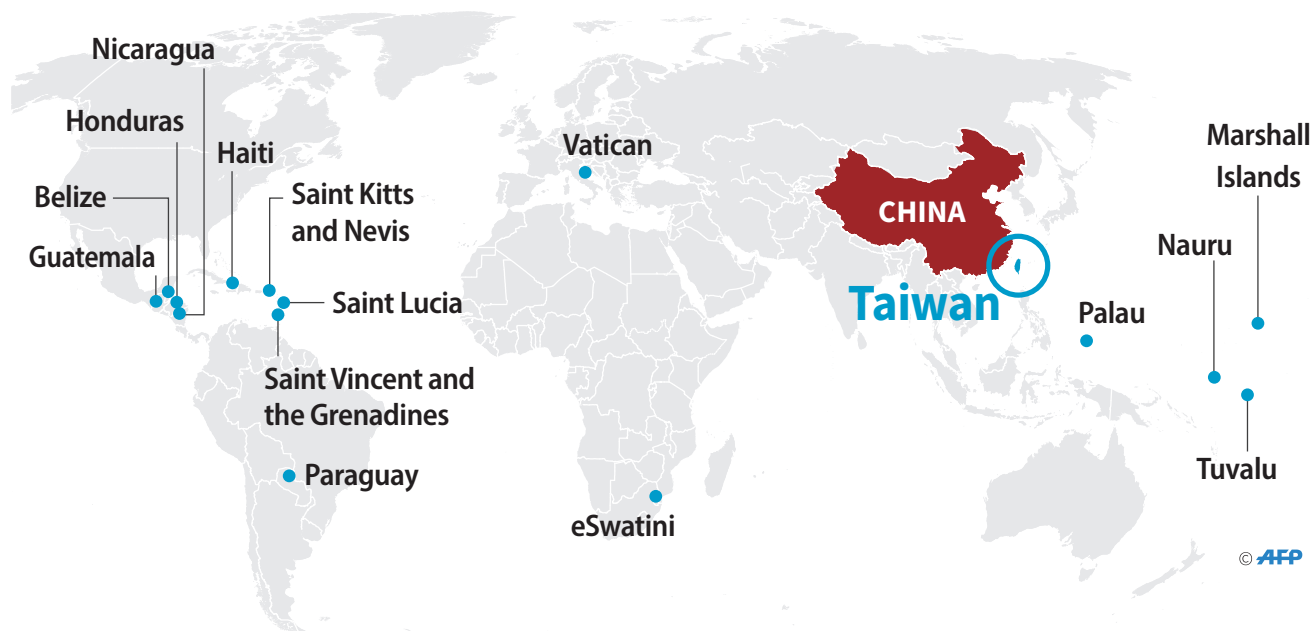 Nicaragua
Honduras
Haiti
Belize
Guatemala
Saint Kitts
and Nevis
Saint Lucia
Saint Vincent and
the Grenadines
Paraguay
Vatican
eSwatini
CHINA
Taiwan
Palau
Marshall
Islands
Nauru
Tuvalu
© AFP